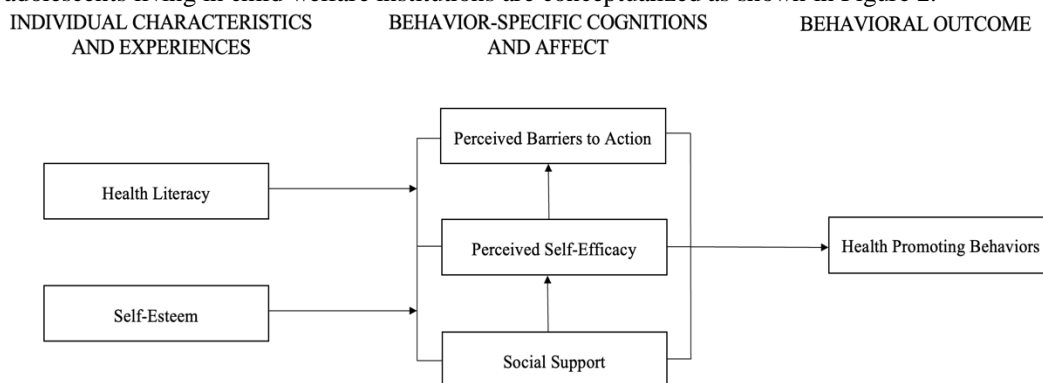 adolescents living in child welfare institutions are conceptualized as shown in Figure 2.
INDIVIDUAL CHARACTERISTICS
AND EXPERIENCES
BEHAVIOR-SPECIFIC COGNITIONS
AND AFFECT
BEHAVIORAL OUTCOME
Perceived Barriers to Action
Health Literacy
Perceived Self-Efficacy
Health Promoting Behaviors
Self-Esteem
Social Support